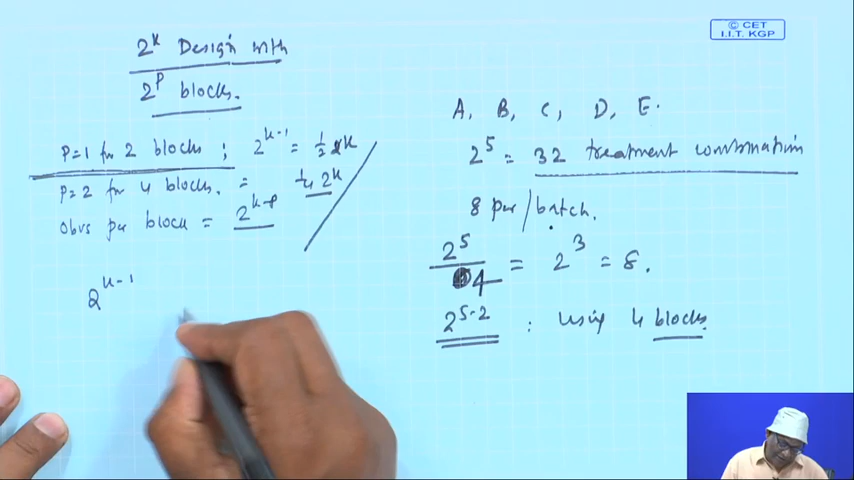 © CET
I.I.T. KGP
2^k Design with
2^p blocks.
P=1 for 2 blocks ; 2^{k-1} = 1/2 2^k
P=2 for 4 blocks. = 1/4 2^k
Obvs per block = 2^{k-p}
2^{k-1}
A, B, C, D, E.
2^5 = 32 treatment combination
8 per / batch.
2^5 / 4 = 2^3 = 8.
2^{5-2} : using 4 blocks.